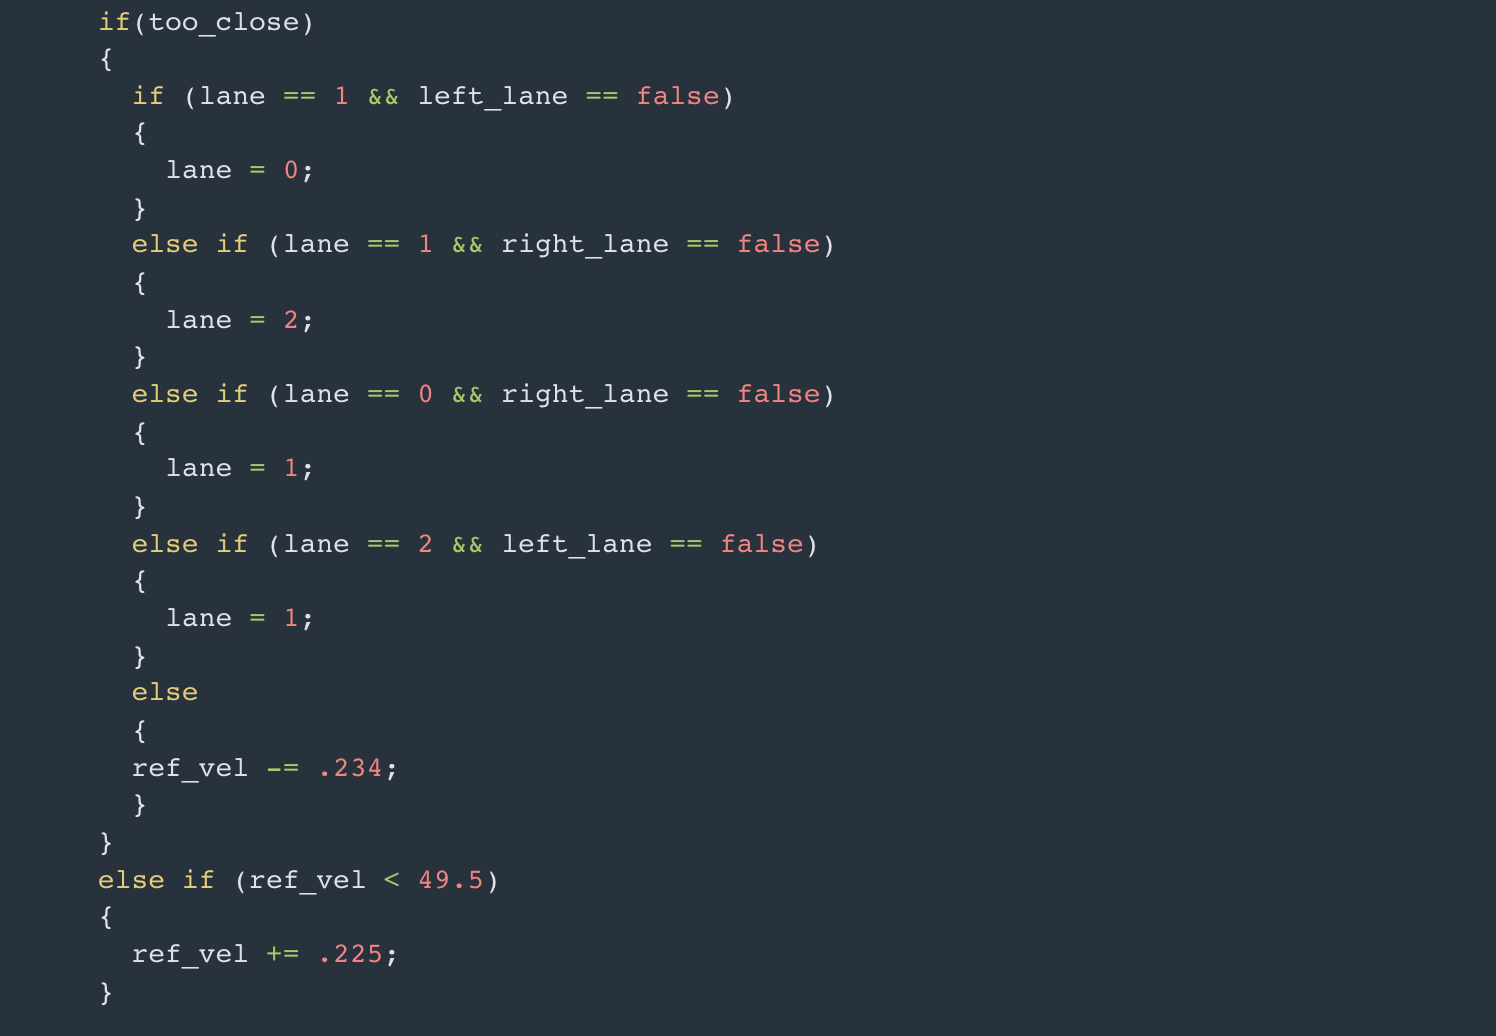 if(too_close)
{
  if (lane == 1 && left_lane == false)
  {
    lane = 0;
  }
  else if (lane == 1 && right_lane == false)
  {
    lane = 2;
  }
  else if (lane == 0 && right_lane == false)
  {
    lane = 1;
  }
  else if (lane == 2 && left_lane == false)
  {
    lane = 1;
  }
  else
  {
  ref_vel -= .234;
  }
}
else if (ref_vel < 49.5)
{
  ref_vel += .225;
}